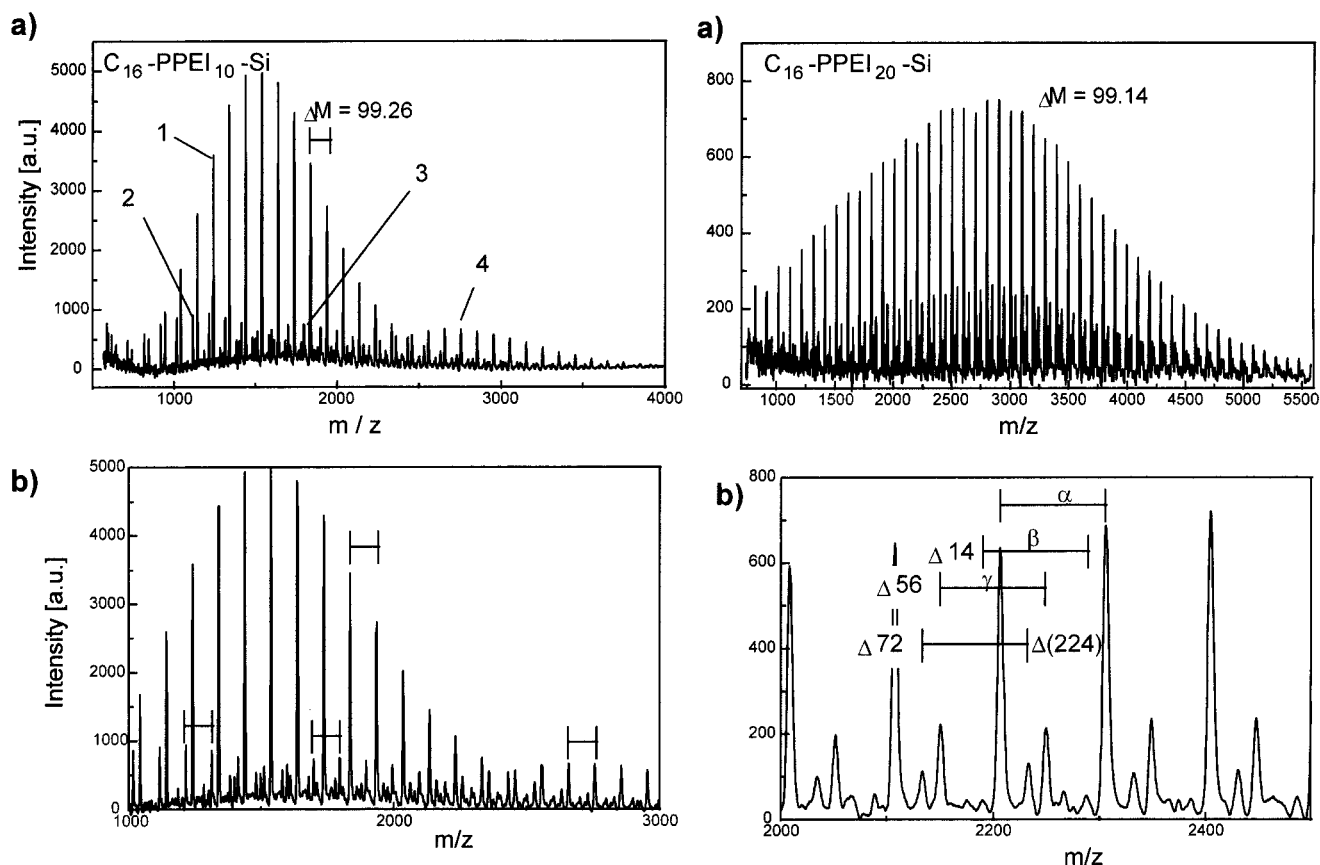 a)
C16-PPEI10-Si
ΔM = 99.26
1
2
3
4
Intensity [a.u.]
5000
4000
3000
2000
1000
0
1000
2000
3000
4000
m / z
a)
C16-PPEI20-Si
ΔM = 99.14
800
600
400
200
0
1000 1500 2000 2500 3000 3500 4000 4500 5000 5500
m/z
b)
Intensity [a.u.]
5000
4000
3000
2000
1000
0
1000
2000
3000
m/z
b)
800
600
400
200
0
α
Δ 14
β
Δ 56
γ
Δ 72
Δ(224)
2000
2200
2400
m/z